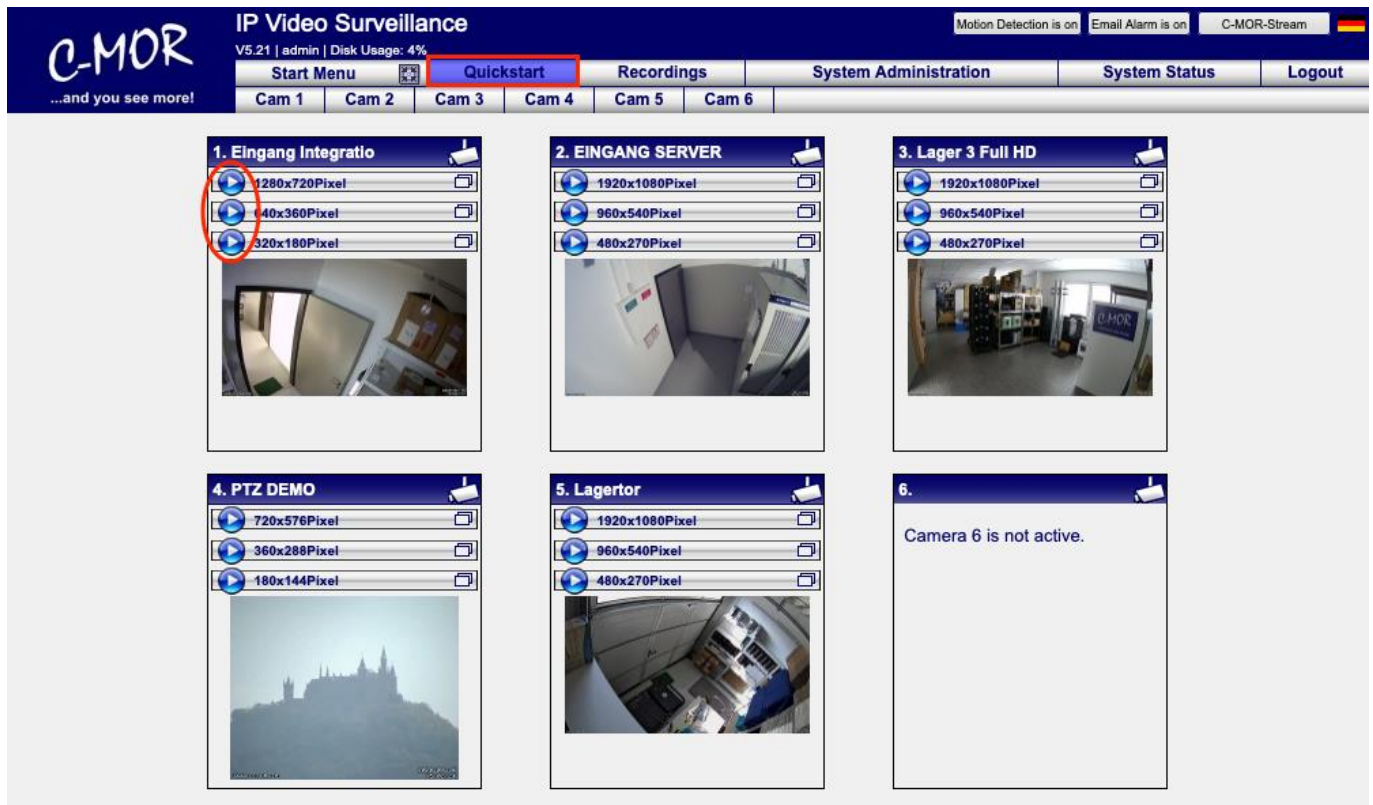 C-MOR
...and you see more!
IP Video Surveillance
V5.21 | admin | Disk Usage: 4%
Motion Detection is on
Email Alarm is on
C-MOR-Stream
Start Menu
Quickstart
Recordings
System Administration
System Status
Logout
Cam 1
Cam 2
Cam 3
Cam 4
Cam 5
Cam 6
1. Eingang Integratio
1280x720Pixel
640x360Pixel
320x180Pixel
2. EINGANG SERVER
1920x1080Pixel
960x540Pixel
480x270Pixel
3. Lager 3 Full HD
1920x1080Pixel
960x540Pixel
480x270Pixel
C-MOR
4. PTZ DEMO
720x576Pixel
360x288Pixel
180x144Pixel
5. Lagertor
1920x1080Pixel
960x540Pixel
480x270Pixel
6.
Camera 6 is not active.